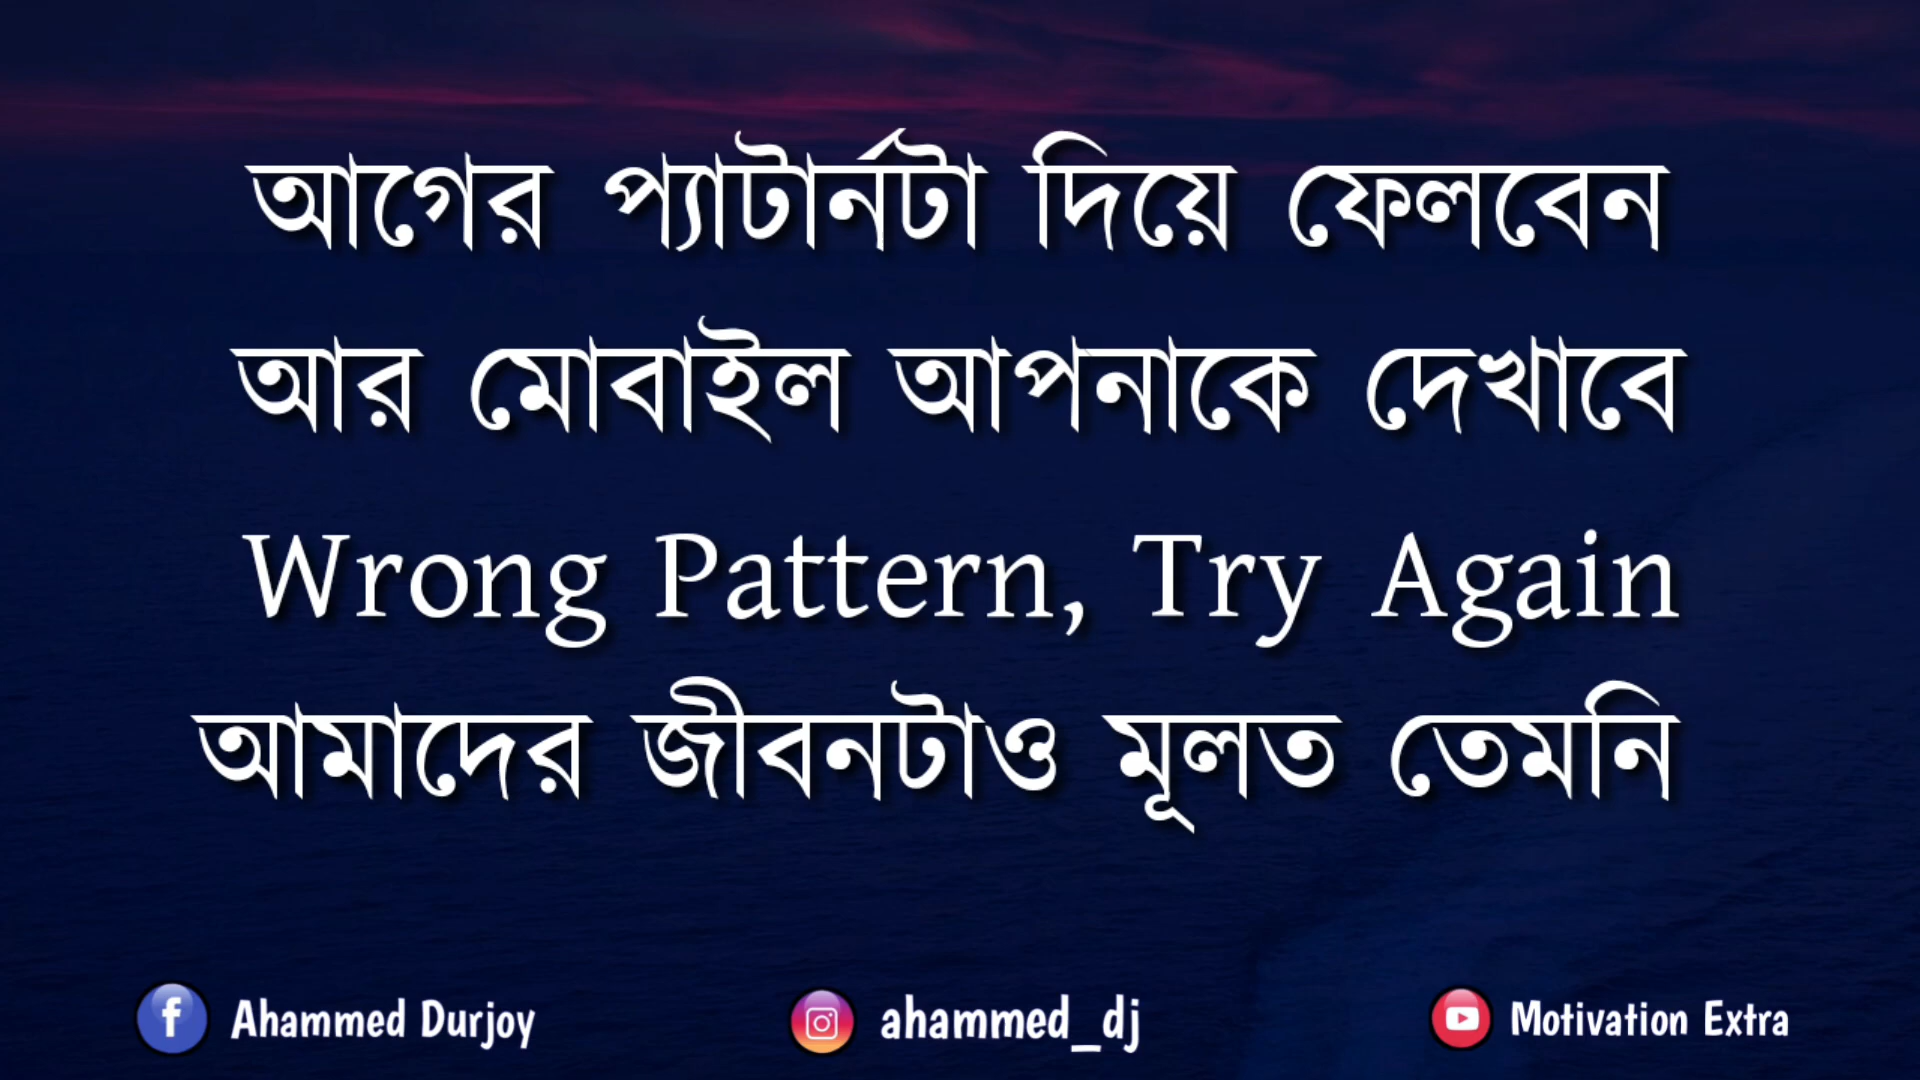 আগের প্যাটার্নটা দিয়ে ফেলবেন
আর মোবাইল আপনাকে দেখাবে
Wrong Pattern, Try Again
আমাদের জীবনটাও মূলত তেমনি
Ahammed Durjoy
ahammed_dj
Motivation Extra